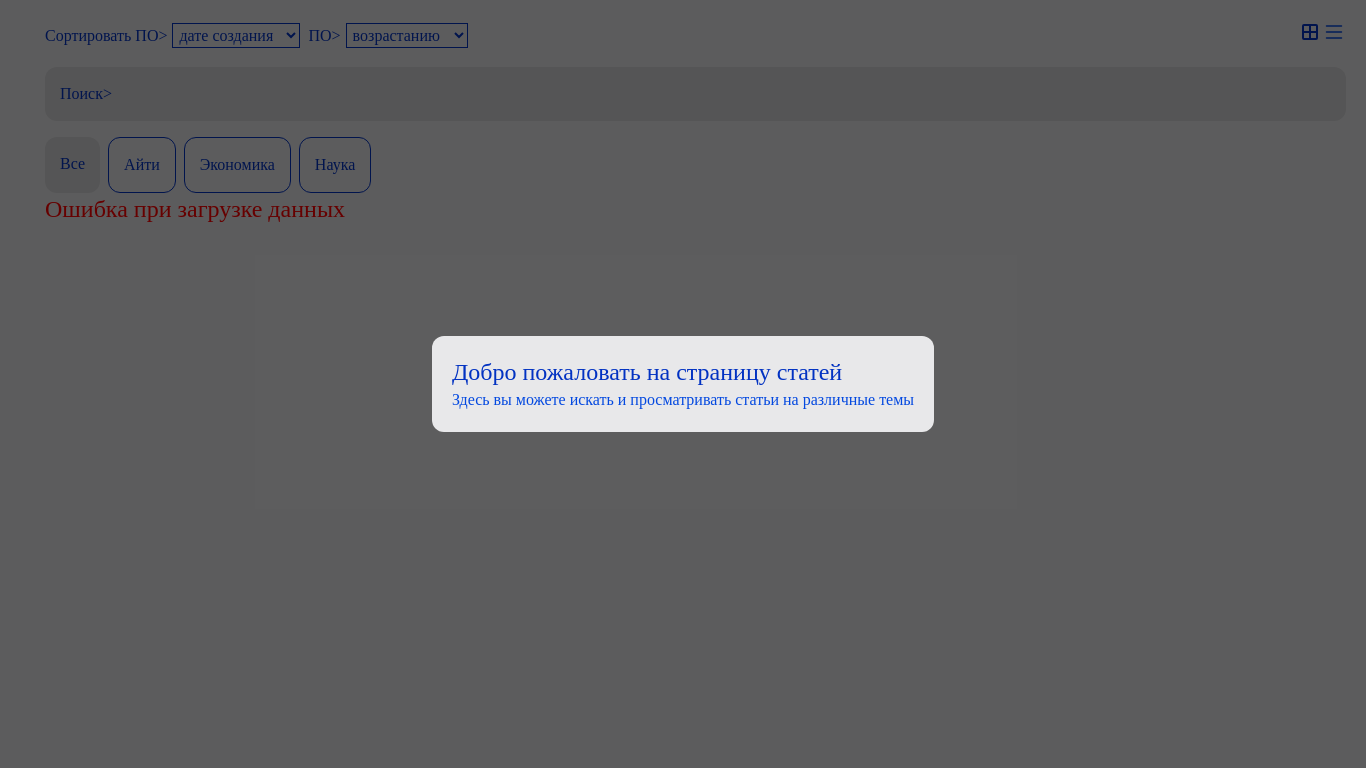 Сортировать ПО> дате создания ПО> возрастанию
Поиск>
Все Айти Экономика Наука
Ошибка при загрузке данных
Добро пожаловать на страницу статей
Здесь вы можете искать и просматривать статьи на различные темы